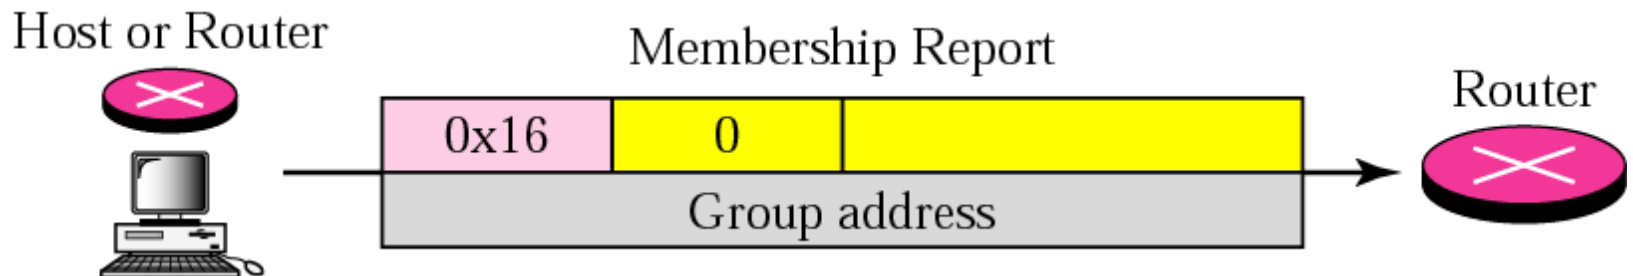 Host or Router
Membership Report
Router
0x16
0
Group address